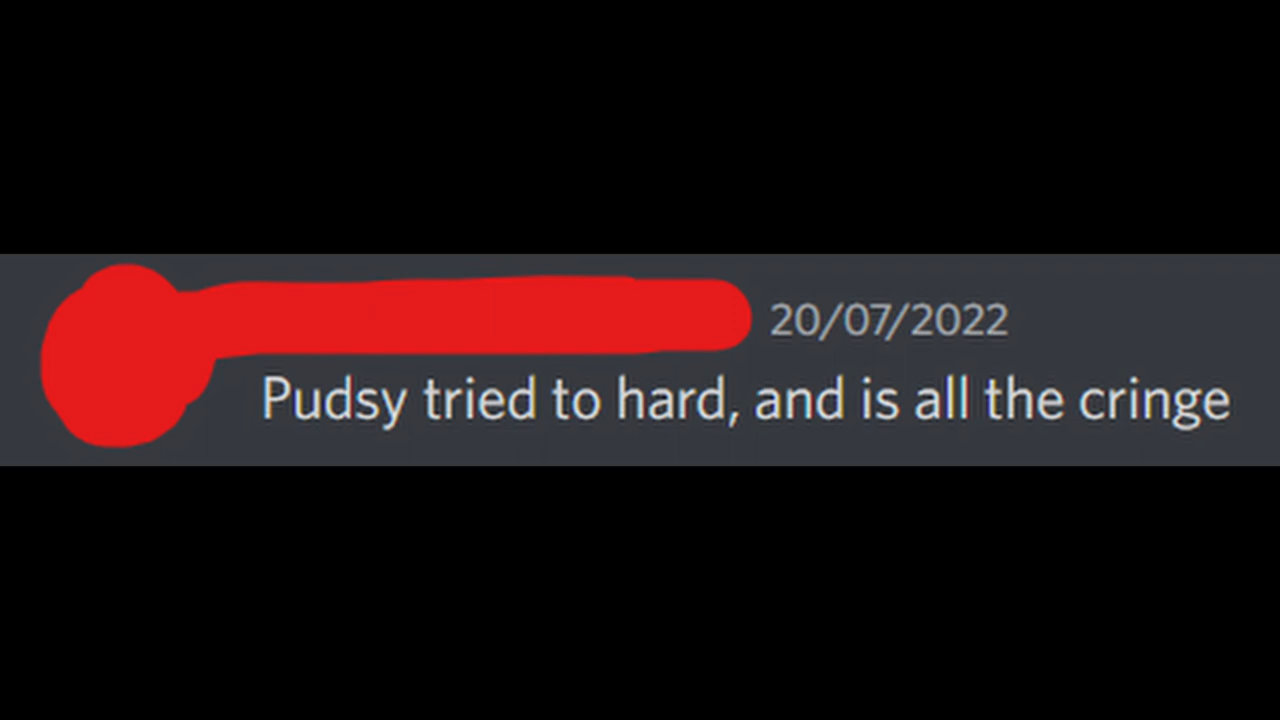 20/07/2022
Pudsy tried to hard, and is all the cringe